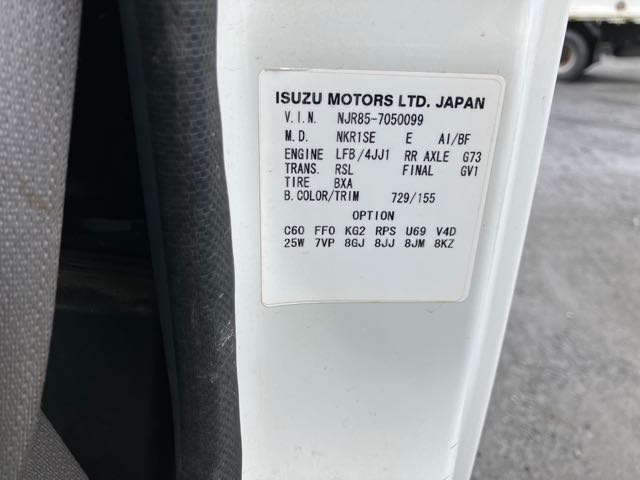 ISUZU MOTORS LTD. JAPAN
V.I.N. NJR85-7050099
M.D. NKR1SE E AI/BF
ENGINE LFB/4JJ1 RR AXLE G73
TRANS. RSL FINAL GV1
TIRE BXA
B.COLOR/TRIM 729/155
OPTION
C60 FF0 KG2 RPS U69 V4D
25W 7VP 8GJ 8JJ 8JM 8KZ